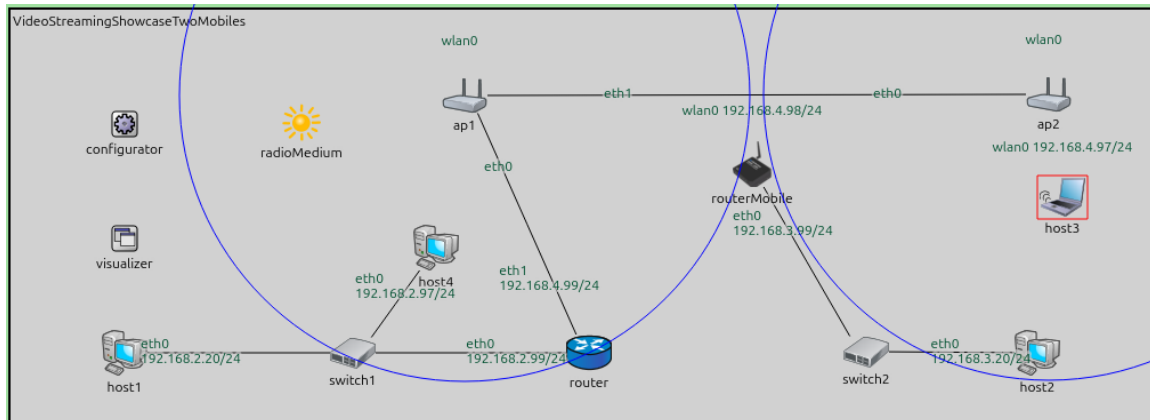 VideoStreamingShowcaseTwoMobiles
wlan0
wlan0
eth1
eth0
wlan0 192.168.4.98/24
ap1
ap2
configurator
radioMedium
wlan0 192.168.4.97/24
eth0
routerMobile
eth0
192.168.3.99/24
host3
visualizer
host4
eth0
192.168.2.97/24
eth1
192.168.4.99/24
eth0
192.168.2.20/24
eth0
192.168.2.99/24
eth0
192.168.3.20/24
host1
switch1
router
switch2
host2